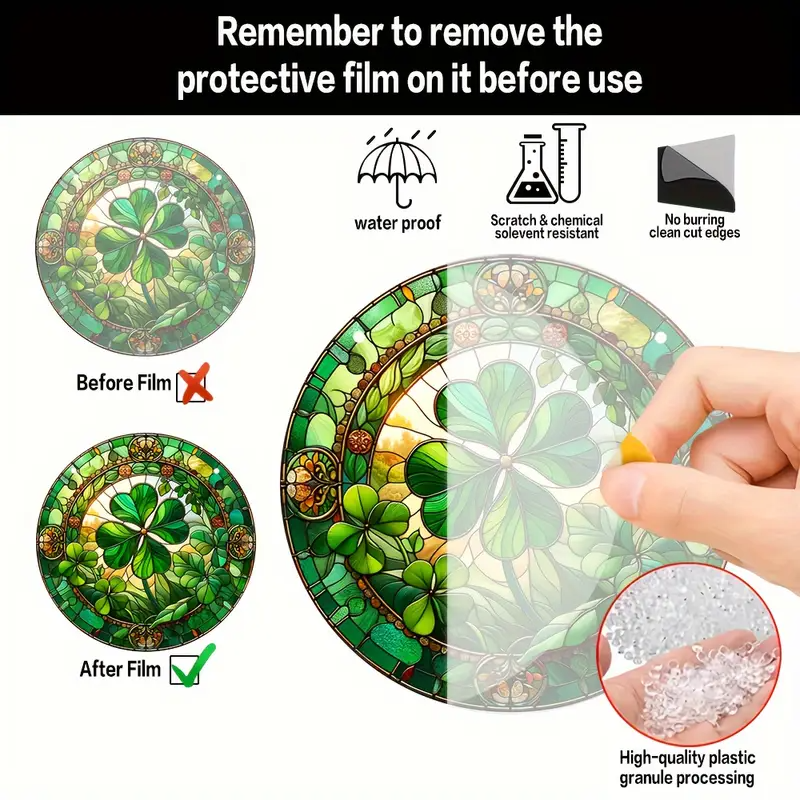 Remember to remove the
protective film on it before use
water proof
Scratch & chemical
solevent resistant
No burring
clean cut edges
Before Film
After Film
High-quality plastic
granule processing